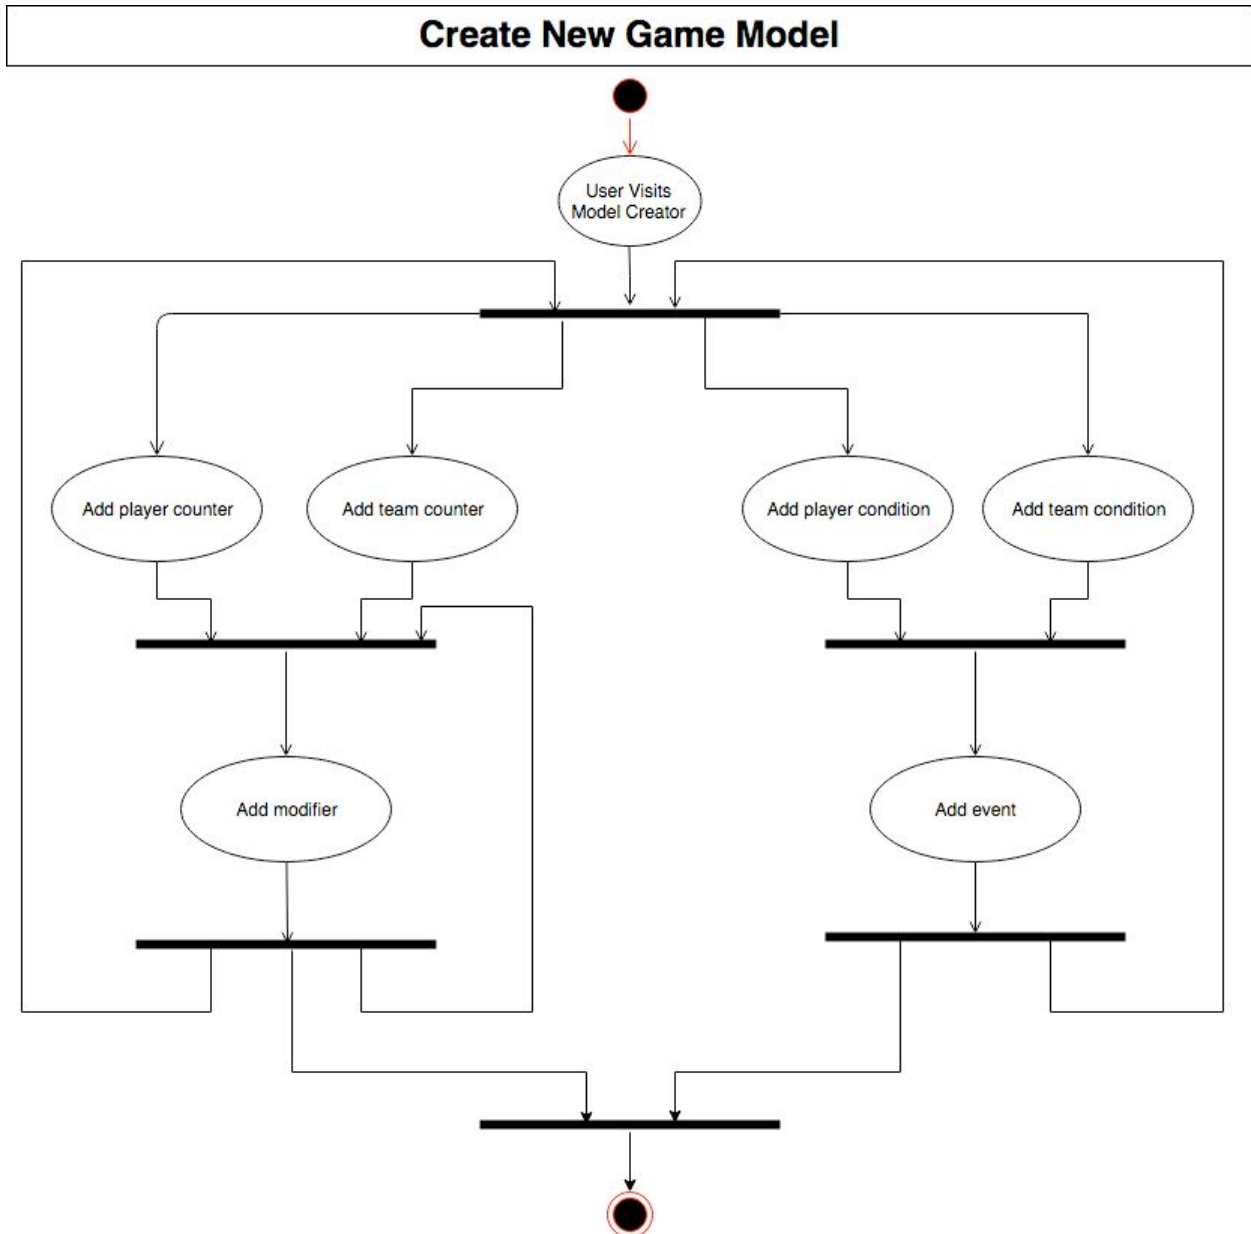 Create New Game Model
User Visits
Model Creator
Add player counter
Add team counter
Add player condition
Add team condition
Add modifier
Add event